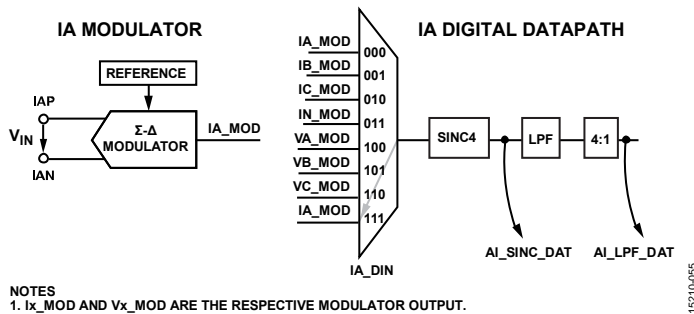 IA MODULATOR
IA DIGITAL DATAPATH
REFERENCE
IAP
VIN
IAN
Σ-Δ
MODULATOR
IA_MOD
IA_MOD 000
IB_MOD 001
IC_MOD 010
IN_MOD 011
VA_MOD 100
VB_MOD 101
VC_MOD 110
IA_MOD 111
IA_DIN
SINC4
LPF
4:1
AI_SINC_DAT
AI_LPF_DAT
NOTES
1. Ix_MOD AND Vx_MOD ARE THE RESPECTIVE MODULATOR OUTPUT.
15210-055